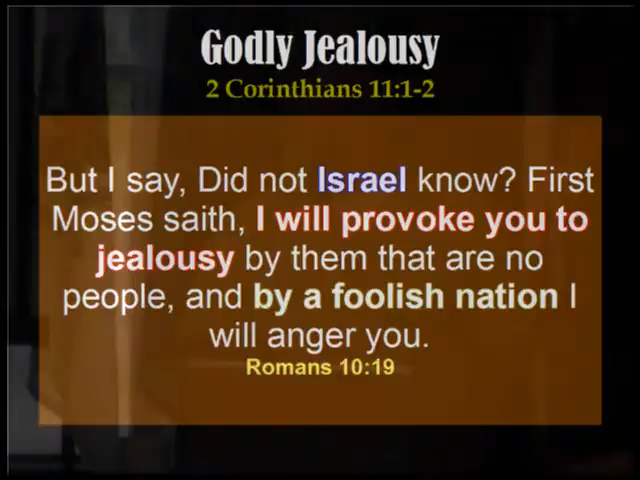 Godly Jealousy
2 Corinthians 11:1-2
But I say, Did not Israel know? First
Moses saith, I will provoke you to
jealousy by them that are no
people, and by a foolish nation I
will anger you.
Romans 10:19